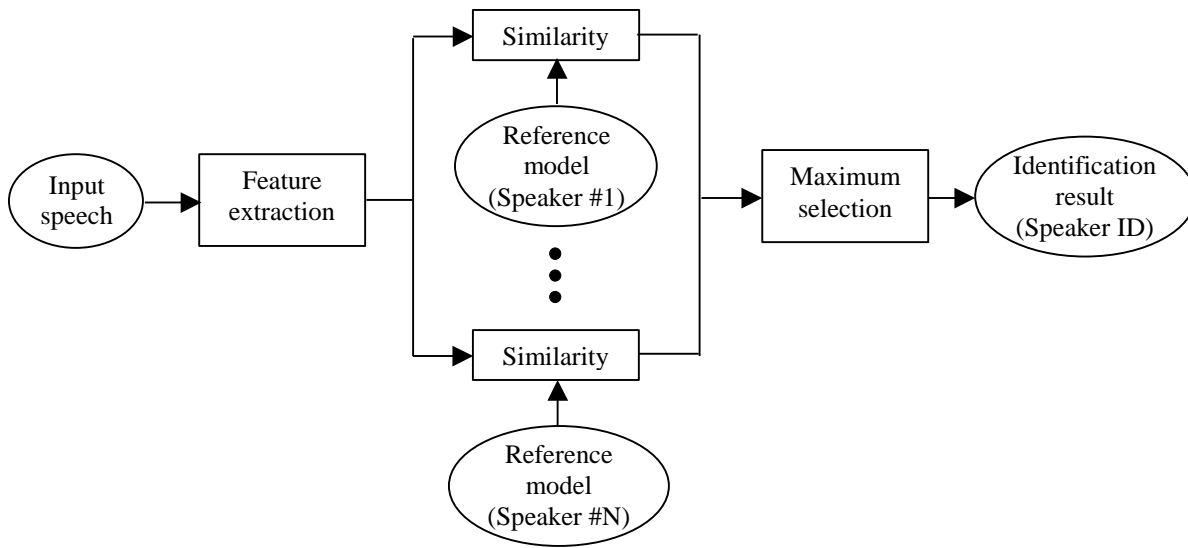 Similarity
Reference
model
(Speaker #1)
Input
speech
Feature
extraction
Maximum
selection
Identification
result
(Speaker ID)
Similarity
Reference
model
(Speaker #N)